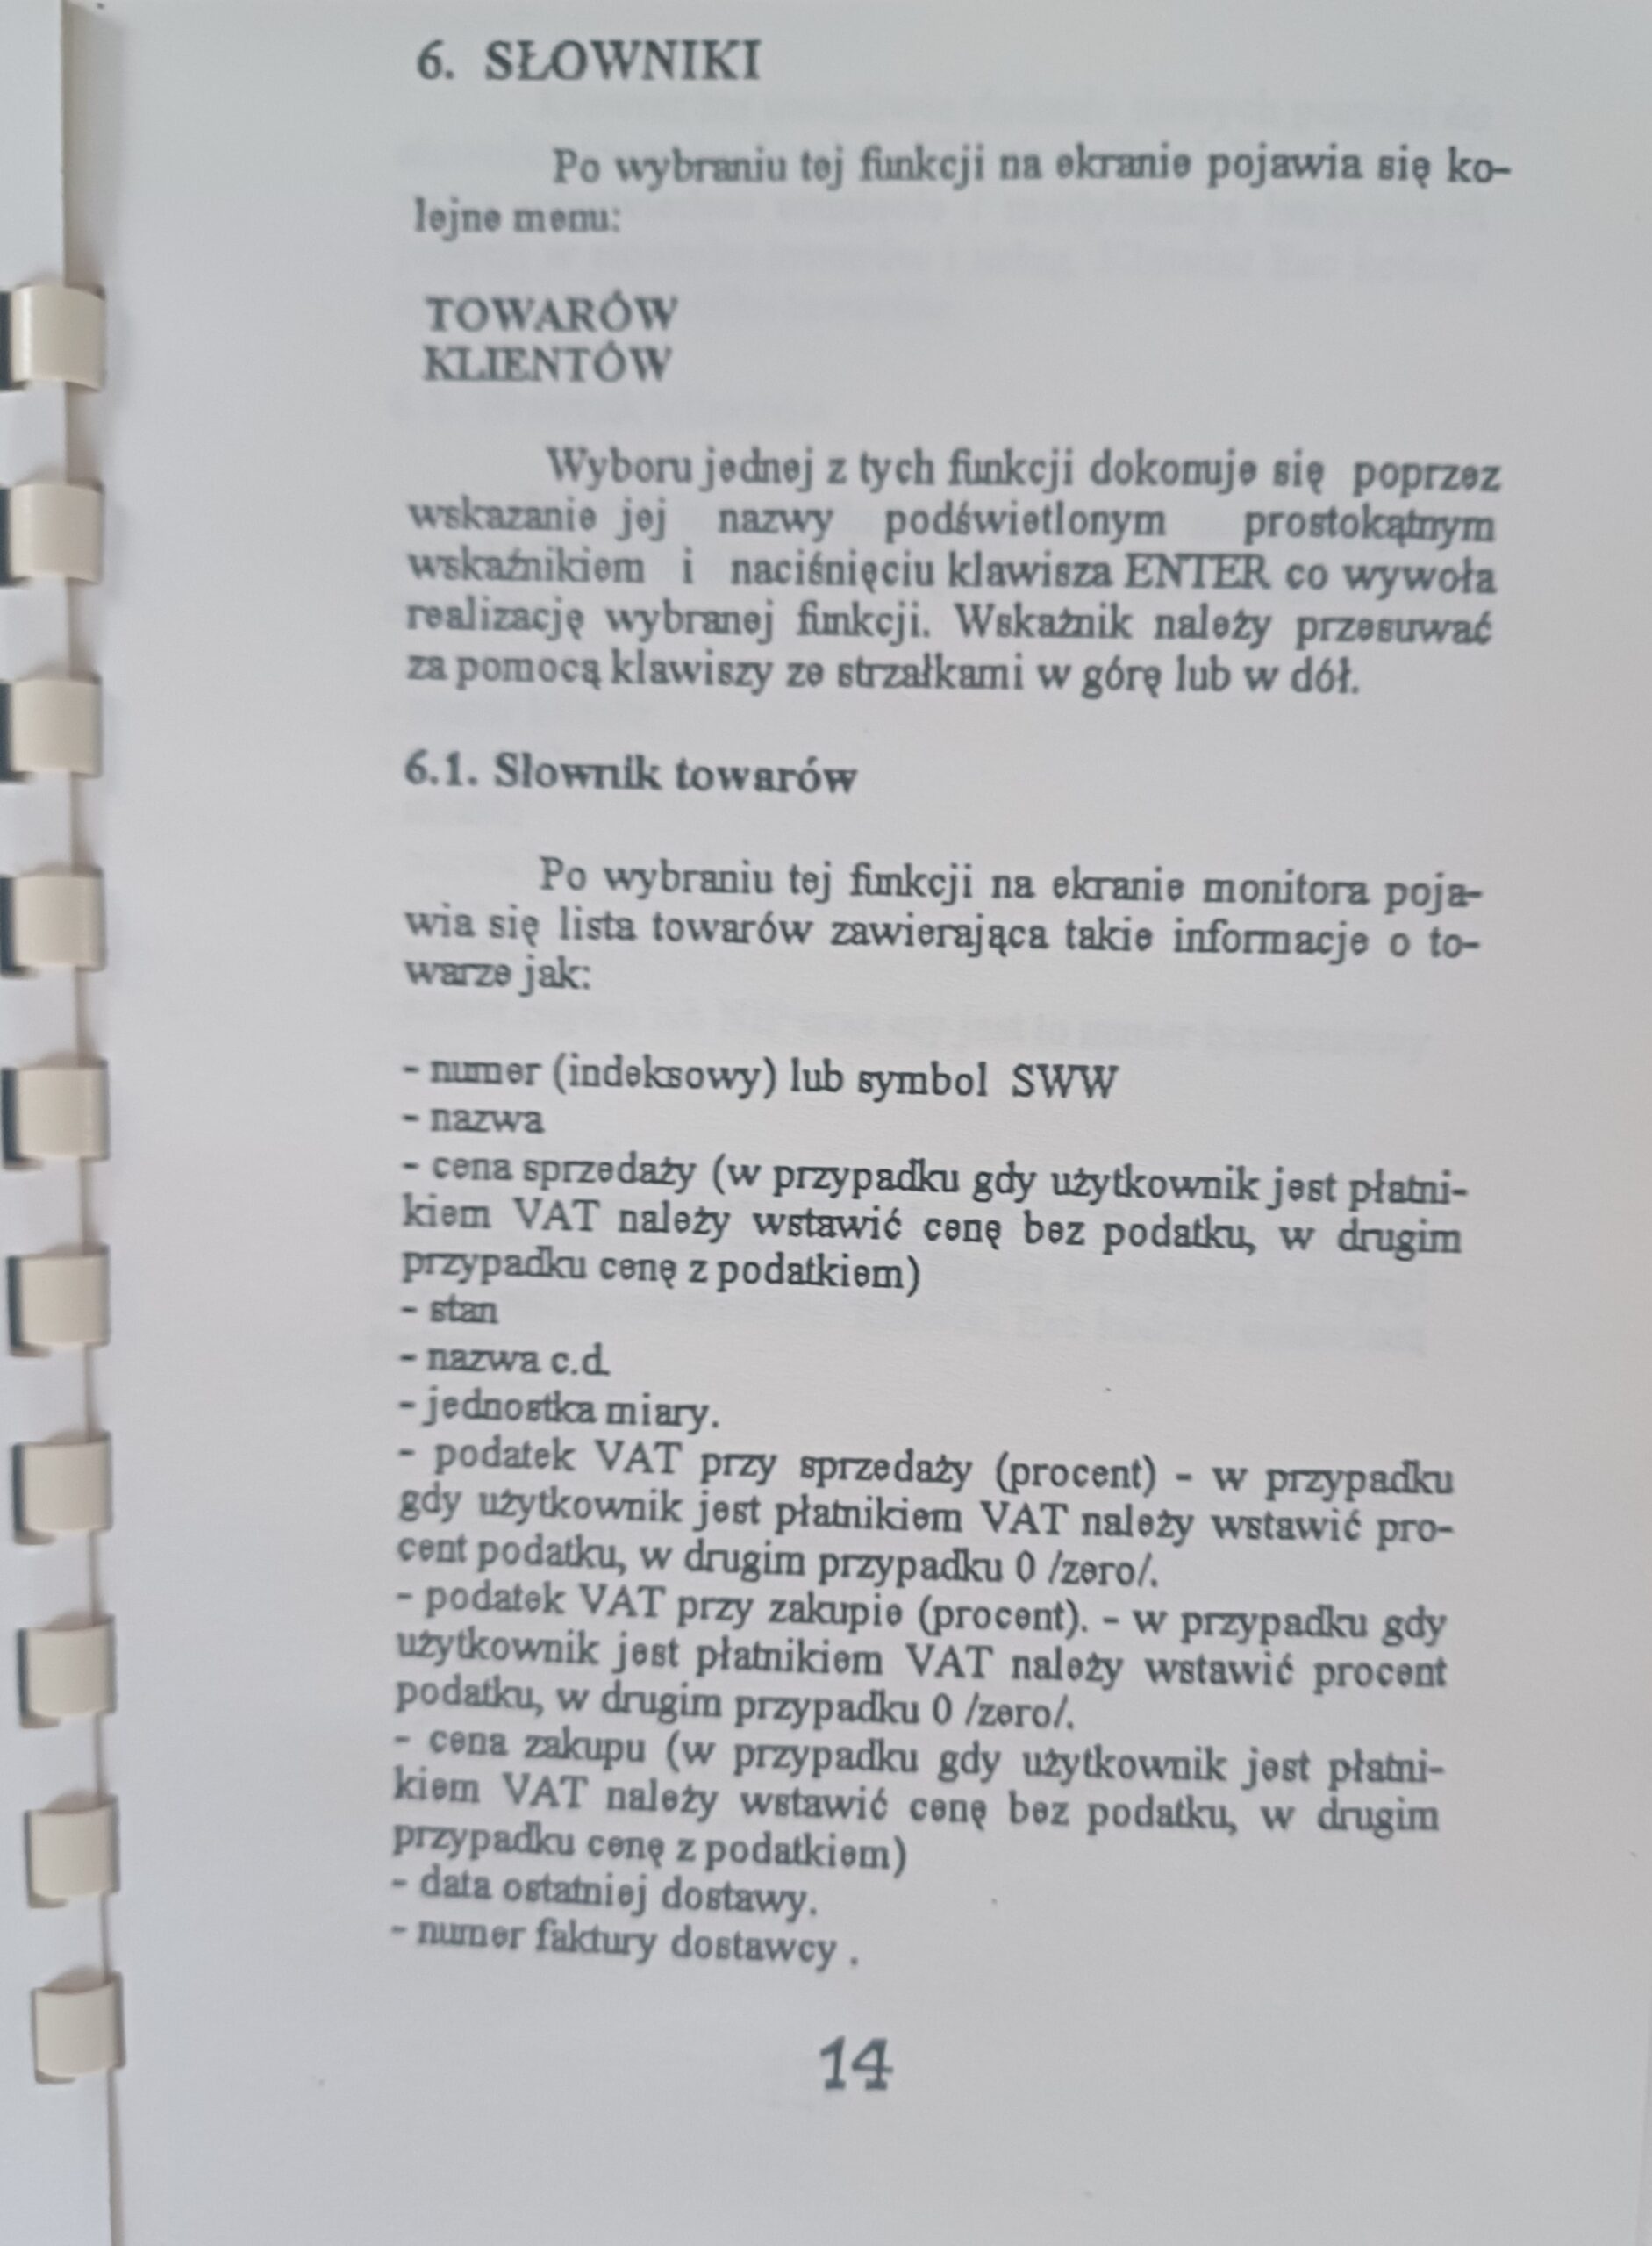 6. SŁOWNIKI
Po wybraniu tej funkcji na ekranie pojawia się ko-
lejne menu:
TOWARÓW
KLIENTÓW
Wyboru jednej z tych funkcji dokonuje się poprzez
wskazanie jej nazwy podświetlonym prostokątnym
wskaźnikiem i naciśnięciu klawisza ENTER co wywoła
realizację wybranej funkcji. Wskaźnik należy przesuwać
za pomocą klawiszy ze strzałkami w górę lub w dół.
6.1. Słownik towarów
Po wybraniu tej funkcji na ekranie monitora poja-
wia się lista towarów zawierająca takie informacje o to-
warze jak:
- numer (indeksowy) lub symbol SWW
- nazwa
- cena sprzedaży (w przypadku gdy użytkownik jest płatni-
kiem VAT należy wstawić cenę bez podatku, w drugim
przypadku cenę z podatkiem)
- stan
- nazwa c.d.
- jednostka miary.
- podatek VAT przy sprzedaży (procent) - w przypadku
gdy użytkownik jest płatnikiem VAT należy wstawić pro-
cent podatku, w drugim przypadku 0 /zero/.
- podatek VAT przy zakupie (procent). - w przypadku gdy
użytkownik jest płatnikiem VAT należy wstawić procent
podatku, w drugim przypadku 0 /zero/.
- cena zakupu (w przypadku gdy użytkownik jest płatni-
kiem VAT należy wstawić cenę bez podatku, w drugim
przypadku cenę z podatkiem)
- data ostatniej dostawy.
- numer faktury dostawcy .
14